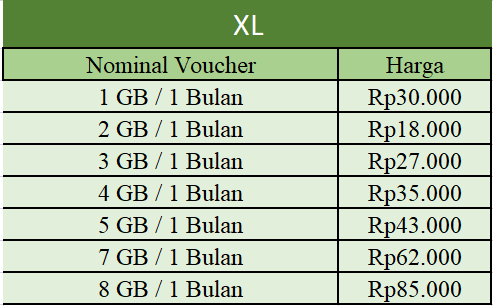 XL
Nominal Voucher Harga
1 GB / 1 Bulan Rp30.000
2 GB / 1 Bulan Rp18.000
3 GB / 1 Bulan Rp27.000
4 GB / 1 Bulan Rp35.000
5 GB / 1 Bulan Rp43.000
7 GB / 1 Bulan Rp62.000
8 GB / 1 Bulan Rp85.000